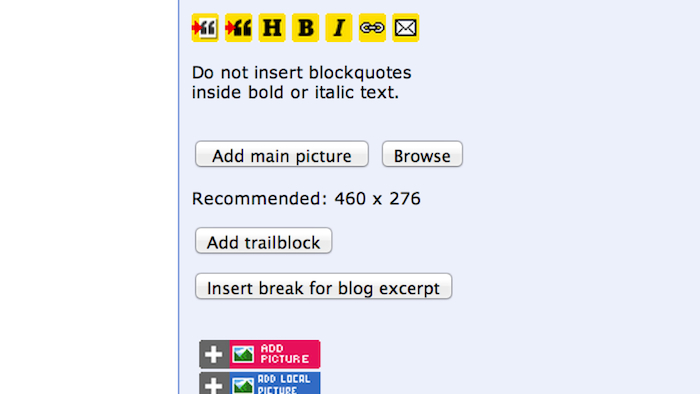 H B I
Do not insert blockquotes
inside bold or italic text.
Add main picture Browse
Recommended: 460 x 276
Add trailblock
Insert break for blog excerpt
ADD
PICTURE
ADD LOCAL
PICTURE